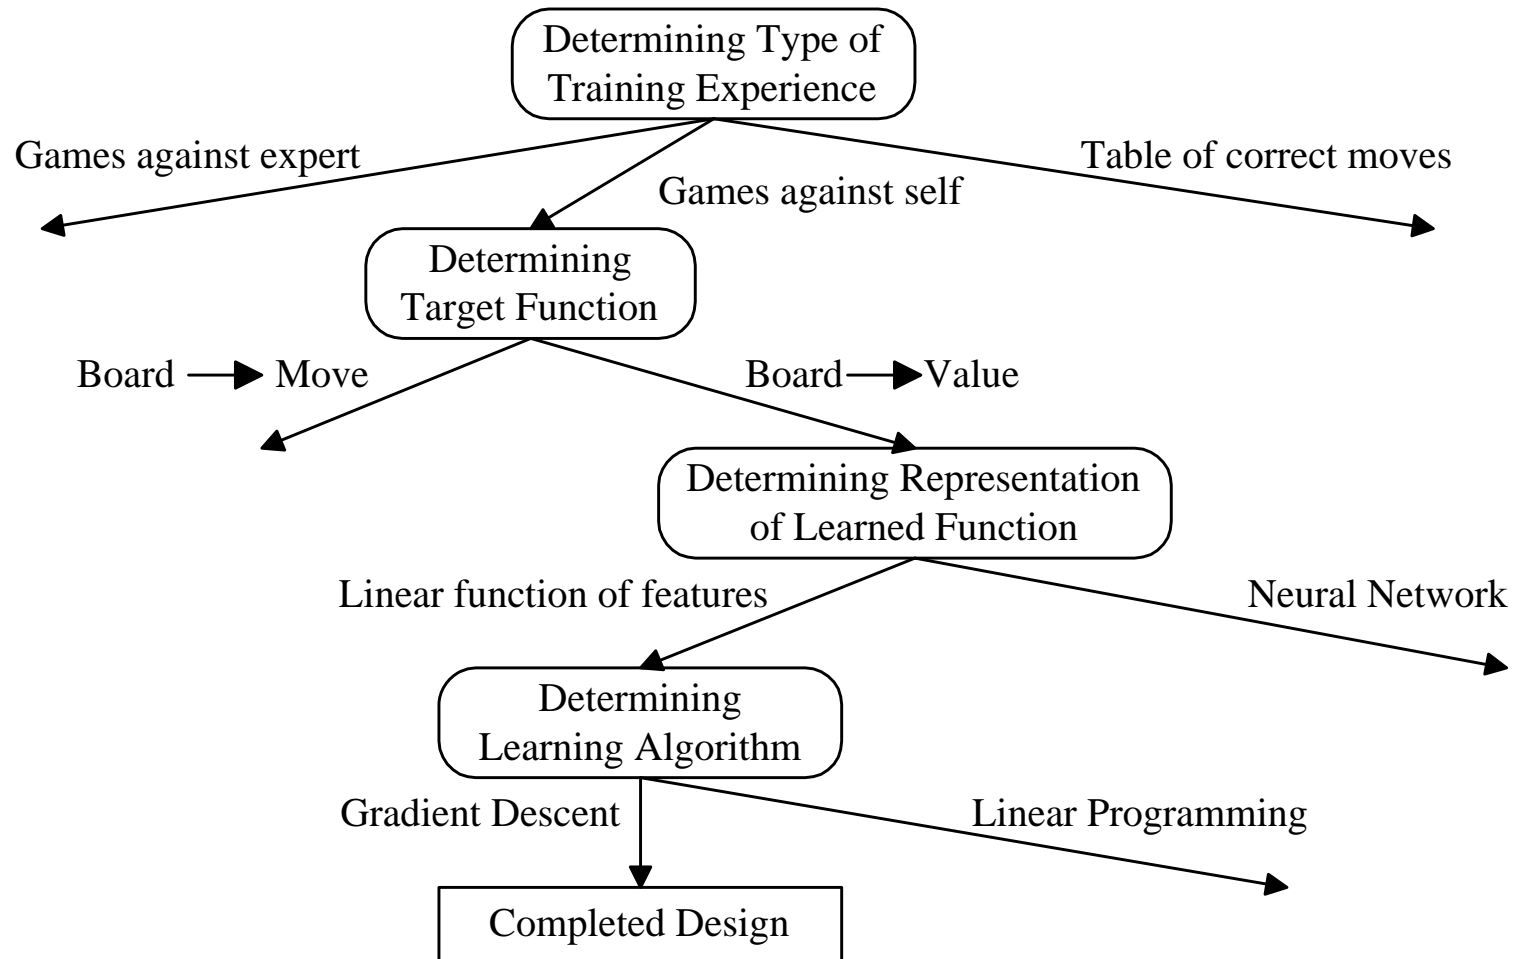 Determining Type of
Training Experience
Games against expert
Table of correct moves
Games against self
Determining
Target Function
Board Move
Board Value
Determining Representation
of Learned Function
Linear function of features
Neural Network
Determining
Learning Algorithm
Gradient Descent
Linear Programming
Completed Design